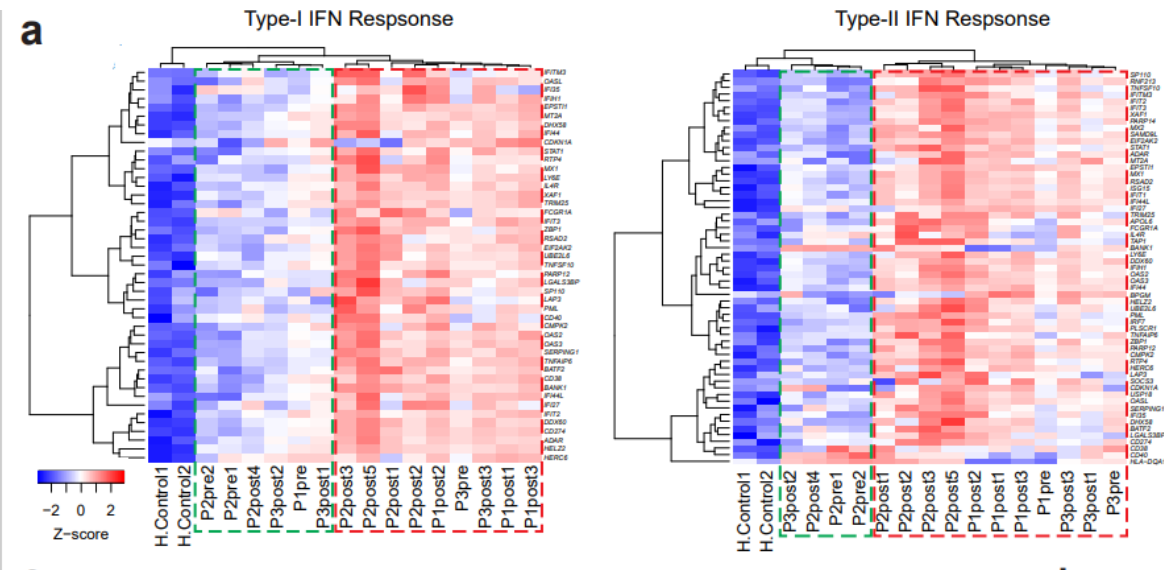 a
Type-I IFN Respsonse
IFITM3
OASL
IFI35
IFIH1
EPSTI1
MT2A
DHX58
IFI44
CDKN1A
STAT1
RTP4
MX1
LY6E
IL4R
XAF1
TRIM25
FCGR1A
IFIT3
ZBP1
RSAD2
EIF2AK2
UBE2L6
TNFSF10
PARP12
LGALS3BP
SP110
LAP3
PML
CD40
CMPK2
OAS2
OAS3
SERPING1
TNFAIP6
BATF2
CD38
BANK1
IFI44L
IFI27
IFIT2
DDX60
CD274
ADAR
HELZ2
HERC6
H.Control1
H.Control2
P2pre2
P2pre1
P2post4
P3post2
P1pre
P3post1
P2post3
P2post5
P2post1
P2post2
P1post2
P3pre
P3post3
P1post1
P1post3
−2 0 2
Z−score
Type-II IFN Respsonse
SP110
RNF213
TNFSF10
IFITM3
IFIT2
IFIT3
XAF1
PARP14
MX2
SAMD9L
EIF2AK2
STAT1
ADAR
MT2A
EPSTI1
MX1
RSAD2
ISG15
IFIT1
IFI44L
IFI27
TRIM25
APOL6
FCGR1A
IL4R
TAP1
BANK1
LY6E
DDX60
IFIH1
OAS2
OAS3
IFI44
BPGM
HELZ2
UBE2L6
PML
IRF7
PLSCR1
TNFAIP6
ZBP1
PARP12
CMPK2
RTP4
HERC6
LAP3
SOCS3
CDKN1A
USP18
OASL
SERPING1
IFI35
DHX58
BATF2
LGALS3BP
CD274
CD38
CD40
HLA-DQA
H.Control1
H.Control2
P3post2
P2post4
P2pre1
P2pre2
P2post1
P2post2
P2post3
P2post5
P1post2
P1post1
P1post3
P1pre
P3post3
P3post1
P3pre